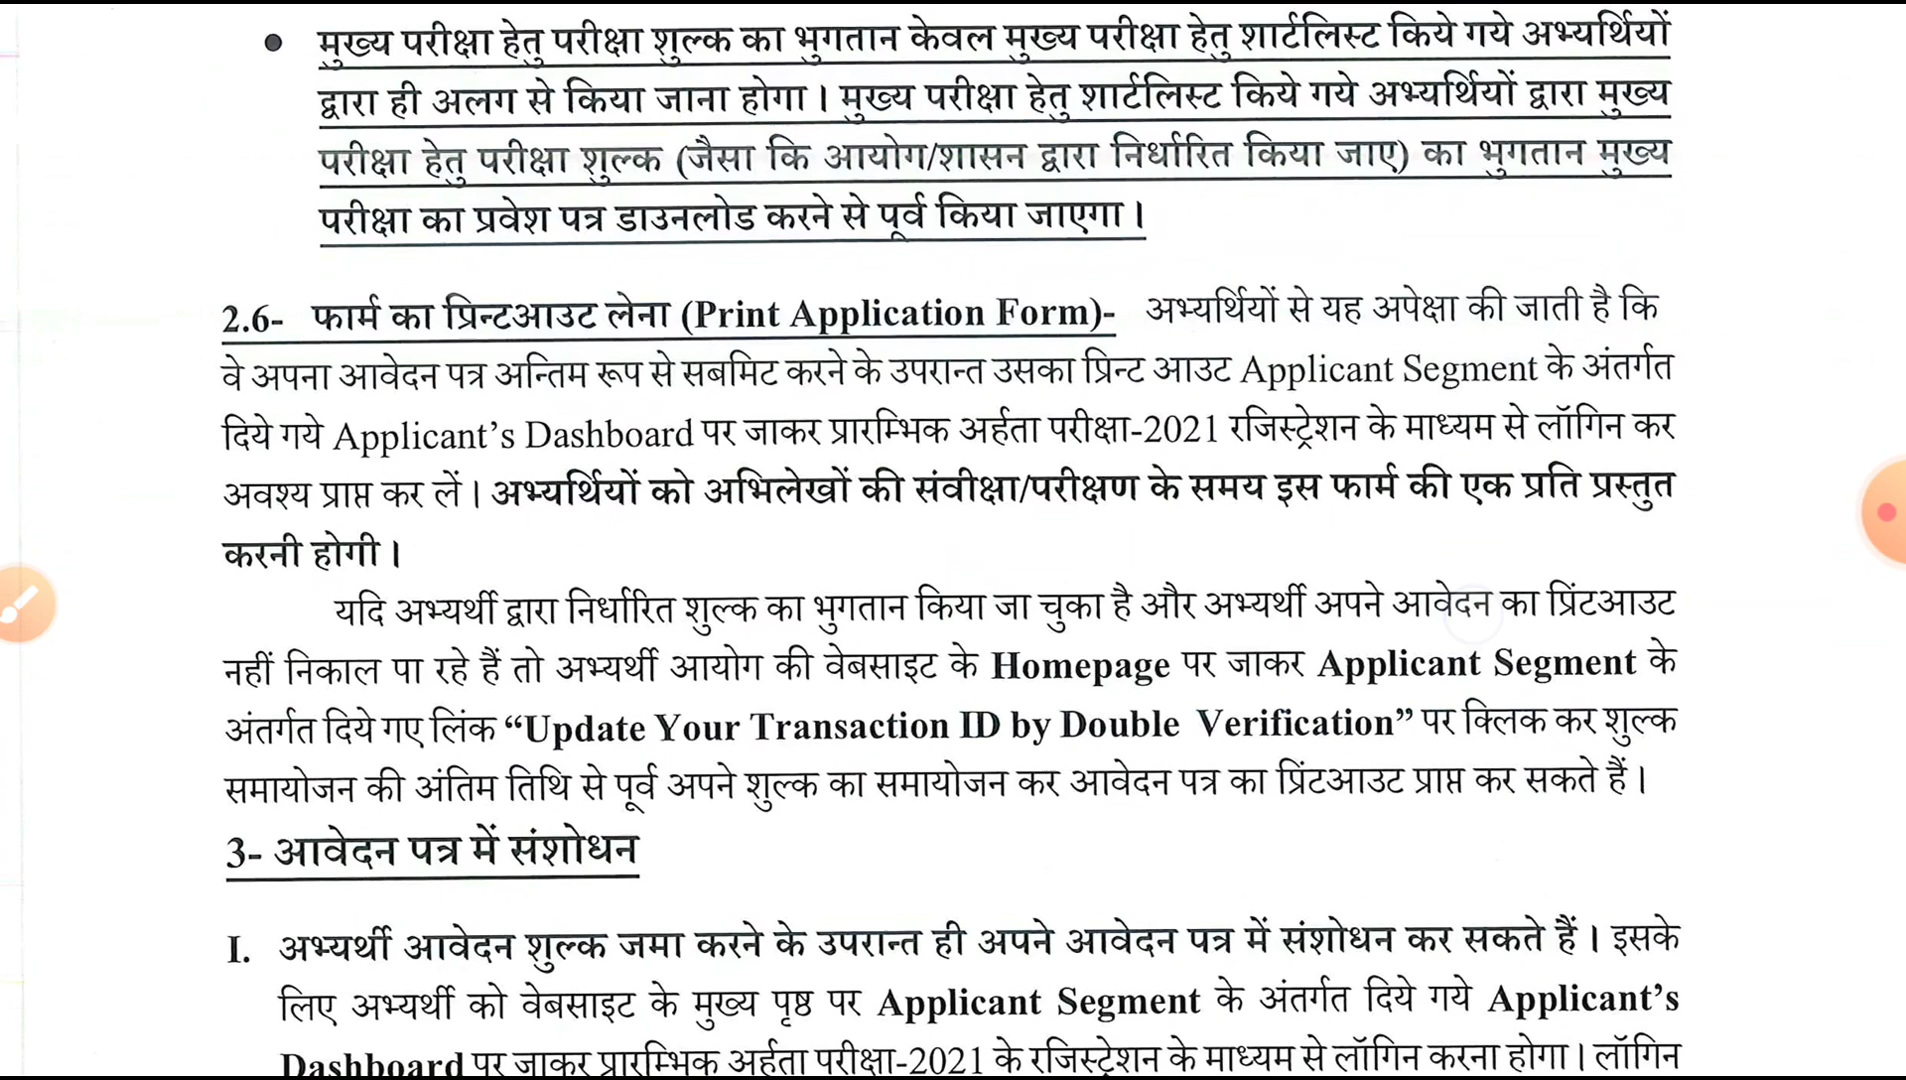 मुख्य परीक्षा हेतु परीक्षा शुल्क का भुगतान केवल मुख्य परीक्षा हेतु शार्टलिस्ट किये गये अभ्यर्थियों
द्वारा ही अलग से किया जाना होगा। मुख्य परीक्षा हेतु शार्टलिस्ट किये गये अभ्यर्थियों द्वारा मुख्य
परीक्षा हेतु परीक्षा शुल्क (जैसा कि आयोग/शासन द्वारा निर्धारित किया जाए) का भुगतान मुख्य
परीक्षा का प्रवेश पत्र डाउनलोड करने से पूर्व किया जाएगा।
2.6- फार्म का प्रिन्टआउट लेना (Print Application Form)- अभ्यर्थियों से यह अपेक्षा की जाती है कि
वे अपना आवेदन पत्र अन्तिम रूप से सबमिट करने के उपरान्त उसका प्रिन्ट आउट Applicant Segment के अंतर्गत
दिये गये Applicant's Dashboard पर जाकर प्रारम्भिक अर्हता परीक्षा-2021 रजिस्ट्रेशन के माध्यम से लॉगिन कर
अवश्य प्राप्त कर लें। अभ्यर्थियों को अभिलेखों की संवीक्षा/परीक्षण के समय इस फार्म की एक प्रति प्रस्तुत
करनी होगी।
यदि अभ्यर्थी द्वारा निर्धारित शुल्क का भुगतान किया जा चुका है और अभ्यर्थी अपने आवेदन का प्रिंटआउट
नहीं निकाल पा रहे हैं तो अभ्यर्थी आयोग की वेबसाइट के Homepage पर जाकर Applicant Segment के
अंतर्गत दिये गए लिंक “Update Your Transaction ID by Double Verification” पर क्लिक कर शुल्क
समायोजन की अंतिम तिथि से पूर्व अपने शुल्क का समायोजन कर आवेदन पत्र का प्रिंटआउट प्राप्त कर सकते हैं।
3- आवेदन पत्र में संशोधन
I. अभ्यर्थी आवेदन शुल्क जमा करने के उपरान्त ही अपने आवेदन पत्र में संशोधन कर सकते हैं। इसके
लिए अभ्यर्थी को वेबसाइट के मुख्य पृष्ठ पर Applicant Segment के अंतर्गत दिये गये Applicant's
Dashboard पर जाकर प्रारम्भिक अर्हता परीक्षा-2021 के रजिस्ट्रेशन के माध्यम से लॉगिन करना होगा। लॉगिन